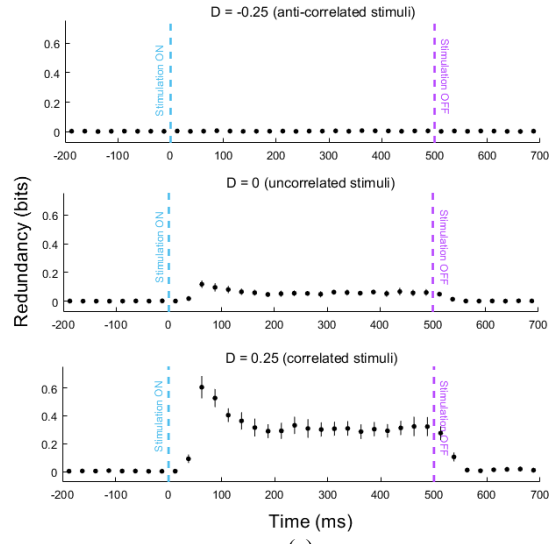 D = -0.25 (anti-correlated stimuli)
0.6
0.4
0.2
0
Stimulation ON
Stimulation OFF
-200 -100 0 100 200 300 400 500 600 700
D = 0 (uncorrelated stimuli)
0.6
0.4
0.2
0
Stimulation ON
Stimulation OFF
-200 -100 0 100 200 300 400 500 600 700
Redundancy (bits)
D = 0.25 (correlated stimuli)
0.6
0.4
0.2
0
Stimulation ON
Stimulation OFF
-200 -100 0 100 200 300 400 500 600 700
Time (ms)